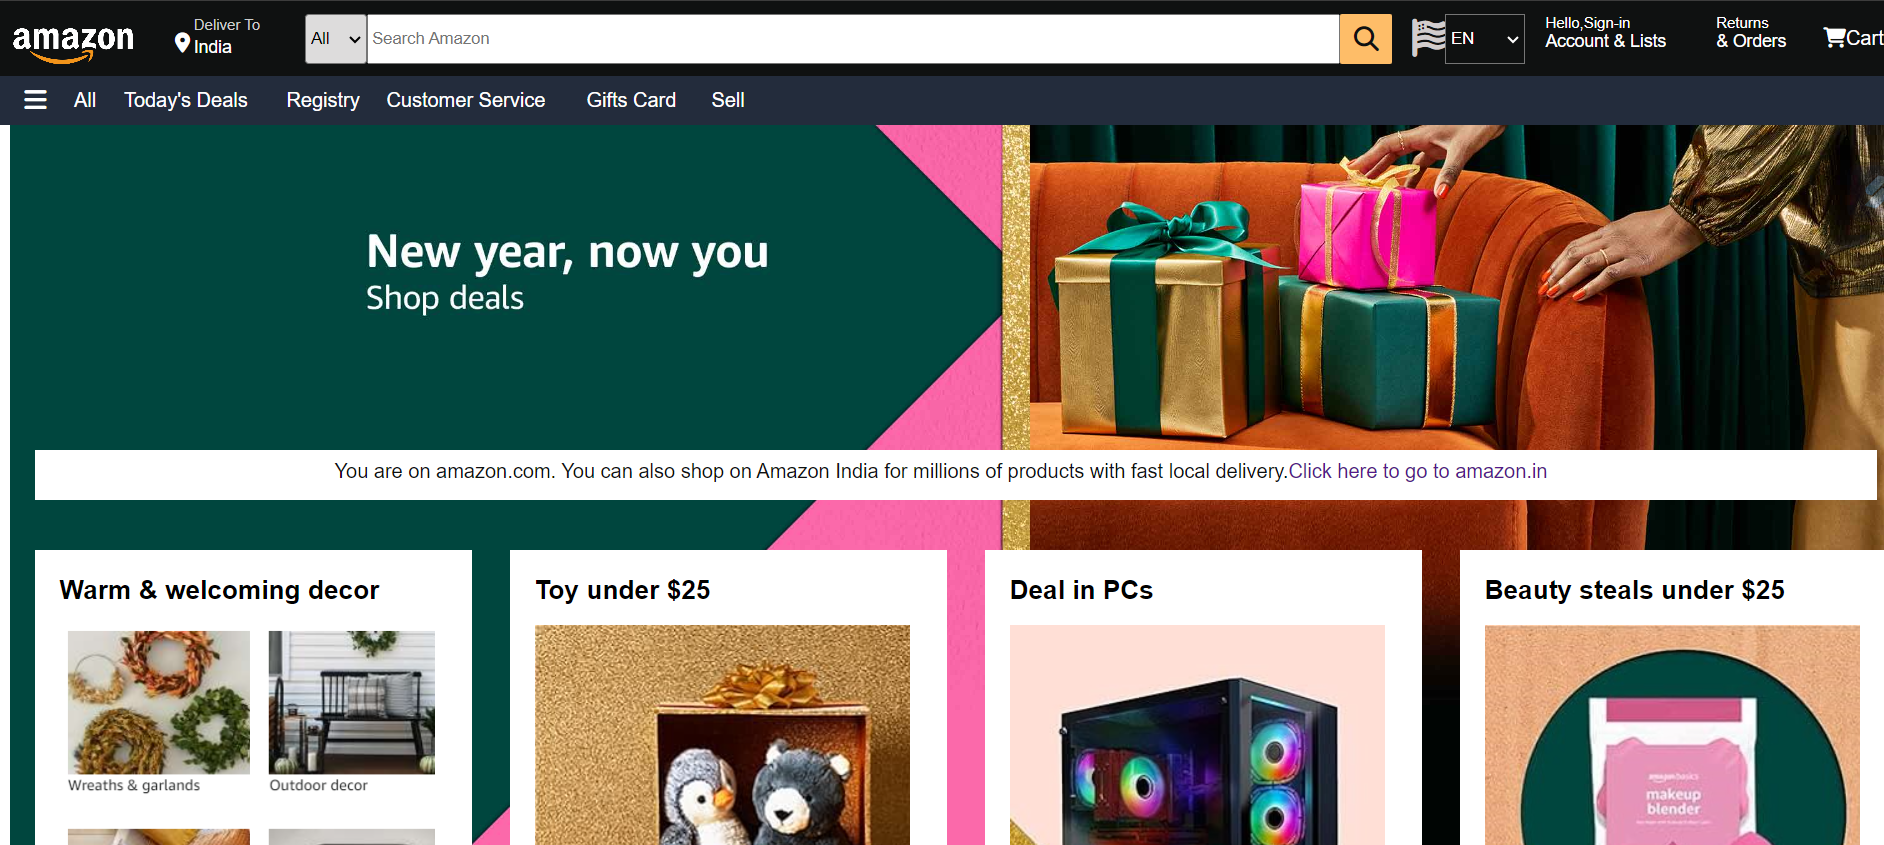 amazon
Deliver To
India
All
Search Amazon
EN
Hello,Sign-in
Account & Lists
Returns
& Orders
Cart
All Today's Deals Registry Customer Service Gifts Card Sell
New year, now you
Shop deals
You are on amazon.com. You can also shop on Amazon India for millions of products with fast local delivery.Click here to go to amazon.in
Warm & welcoming decor
Wreaths & garlands
Outdoor decor
Toy under $25
Deal in PCs
Beauty steals under $25
amazon basics
makeup
blender